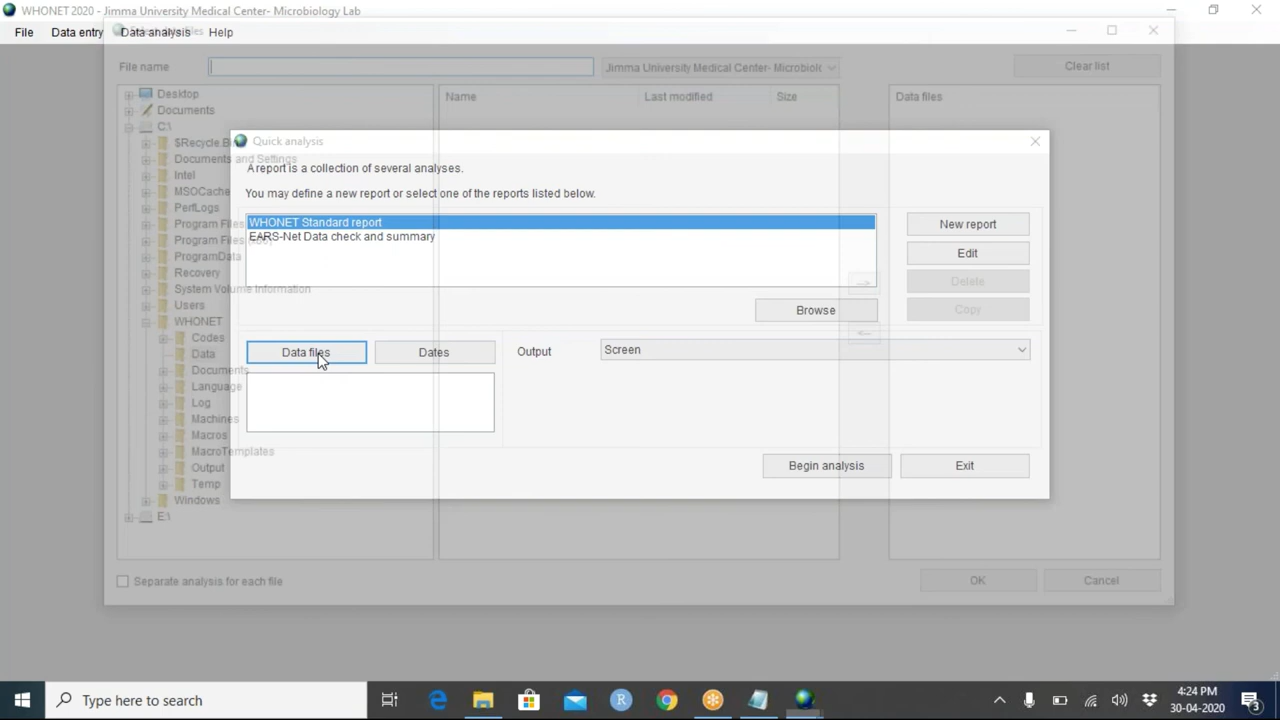 WHONET 2020 - Jimma University Medical Center- Microbiology Lab
File Data entry Data analysis Help
File name
Jimma University Medical Center- Microbiolc
Clear list
Desktop
Documents
C:\
Name Last modified Size
Data files
$Recycle.Bi
Documents and Settings
Intel
MSOCache
PerfLogs
Program Files
Program Files
ProgramData
Recovery
System Volume Information
Users
WHONET
Codes
Data
Documents
Language
Log
Machines
Macros
MacroTemplates
Output
Temp
Windows
E:\
Quick analysis
A report is a collection of several analyses.
You may define a new report or select one of the reports listed below.
WHONET Standard report
EARS-Net Data check and summary
New report
Edit
Delete
Copy
Browse
Data files
Dates
Output
Screen
Begin analysis
Exit
Separate analysis for each file
OK
Cancel
Type here to search
4:24 PM
30-04-2020
3